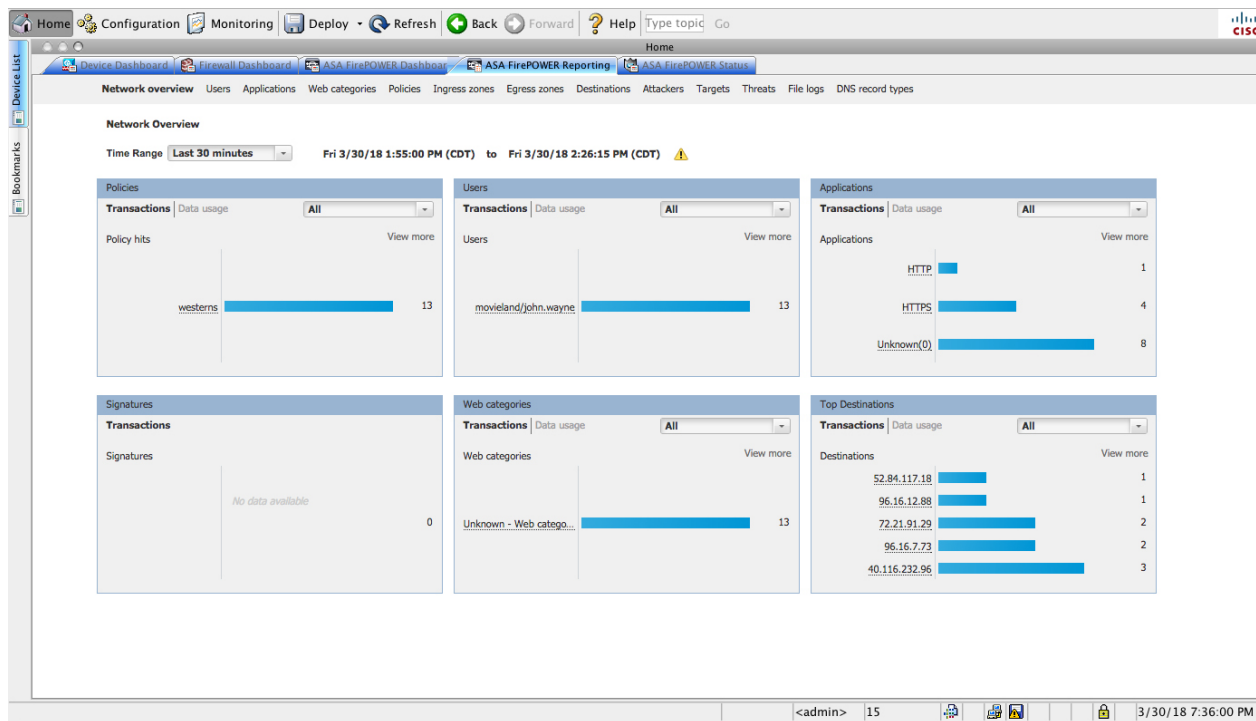 Home Configuration Monitoring Deploy Refresh Back Forward Help Type topic Go
CISCO
Home
Device List
Bookmarks
Device Dashboard Firewall Dashboard ASA FirePOWER Dashboar ASA FirePOWER Reporting ASA FirePOWER Status
Network overview Users Applications Web categories Policies Ingress zones Egress zones Destinations Attackers Targets Threats File logs DNS record types
Network Overview
Time Range Last 30 minutes Fri 3/30/18 1:55:00 PM (CDT) to Fri 3/30/18 2:26:15 PM (CDT)
Policies
Transactions Data usage All
Policy hits View more
westerns 13
Users
Transactions Data usage All
Users View more
movieland/john.wayne 13
Applications
Transactions Data usage All
Applications View more
HTTP 1
HTTPS 4
Unknown(0) 8
Signatures
Transactions
Signatures
No data available
0
Web categories
Transactions Data usage All
Web categories View more
Unknown - Web catego... 13
Top Destinations
Transactions Data usage All
Destinations View more
52.84.117.18 1
96.16.12.88 1
72.21.91.29 2
96.16.7.73 2
40.116.232.96 3
<admin> 15 3/30/18 7:36:00 PM